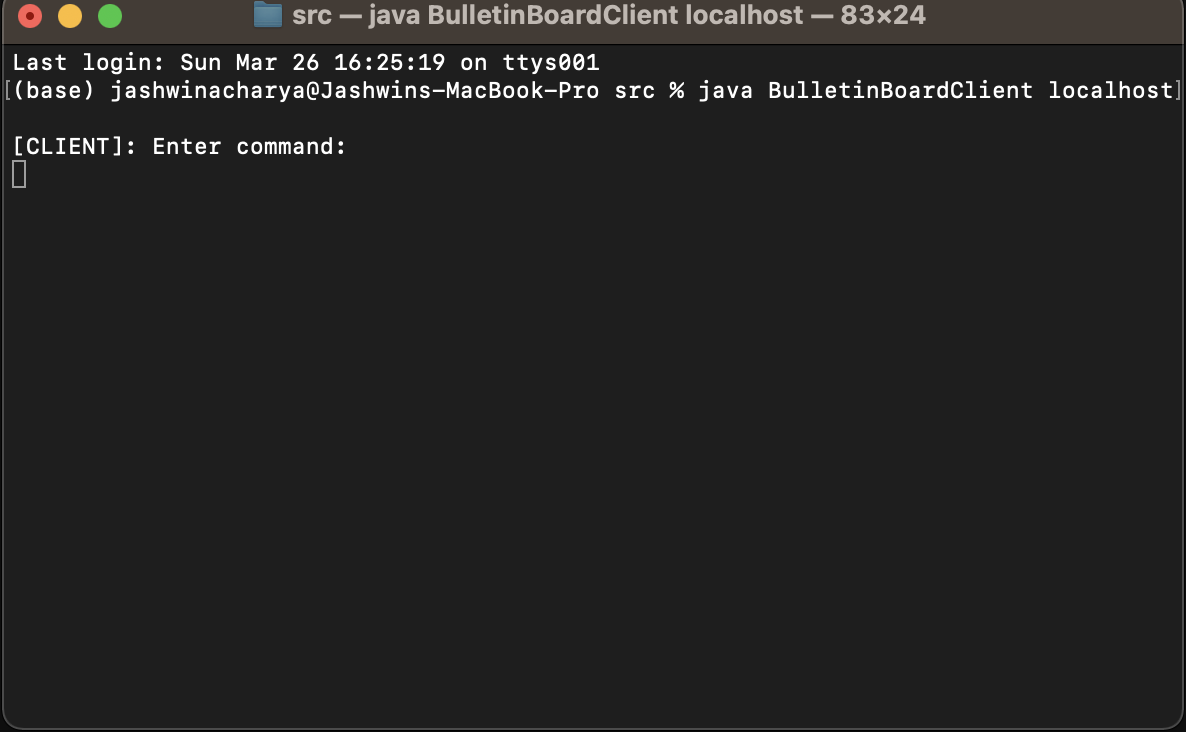 src — java BulletinBoardClient localhost — 83×24
Last login: Sun Mar 26 16:25:19 on ttys001
[(base) jashwinacharya@Jashwins-MacBook-Pro src % java BulletinBoardClient localhost]
[CLIENT]: Enter command: